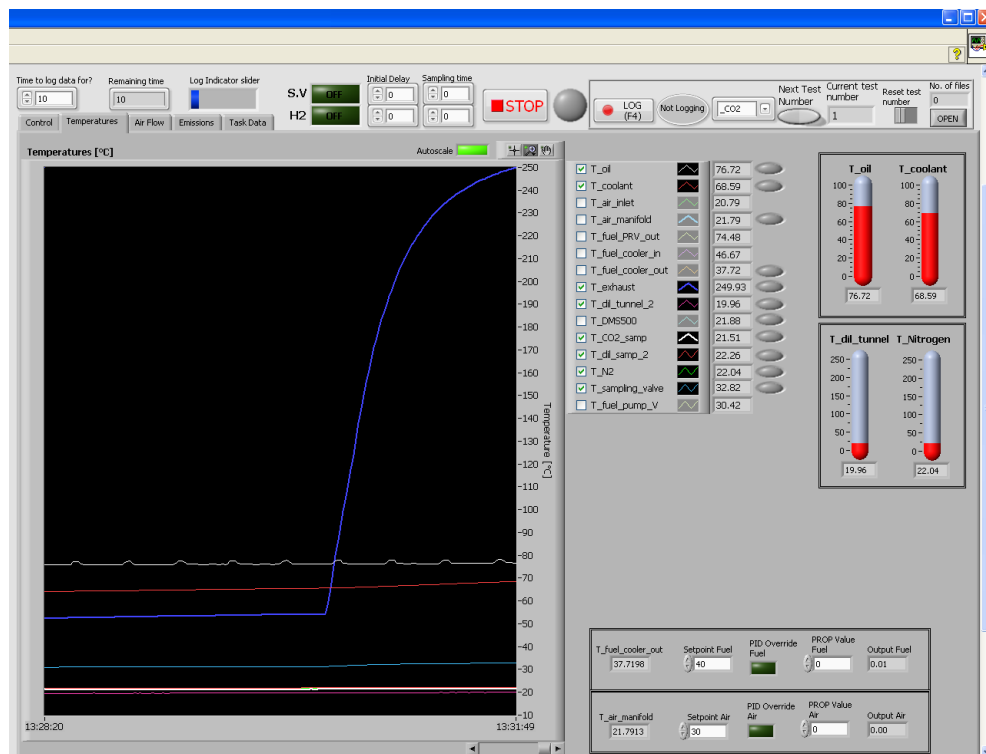 Time to log data for?
10
Remaining time
10
Log Indicator slider
S.V OFF
H2 OFF
Initial Delay
0
0
Sampling time
0
0
STOP
LOG
(F4)
Not Logging
_CO2
Next Test
Number
Current test
number
1
Reset test
number
No. of files
0
OPEN
Control
Temperatures
Air Flow
Emissions
Task Data
Temperatures [°C]
Autoscale
-250
-240
-230
-220
-210
-200
-190
-180
-170
-160
-150
-140
-130
-120
-110
-100
-90
-80
-70
-60
-50
-40
-30
-20
-10
Temperature [°C]
13:28:20
13:31:49
T_oil 76.72
T_coolant 68.59
T_air_inlet 20.79
T_air_manifold 21.79
T_fuel_PRV_out 74.48
T_fuel_cooler_in 46.67
T_fuel_cooler_out 37.72
T_exhaust 249.93
T_dil_tunnel_2 19.96
T_DMS500 21.88
T_CO2_samp 21.51
T_dil_samp_2 22.26
T_N2 22.04
T_sampling_valve 32.82
T_fuel_pump_V 30.42
T_oil
100-
80-
60-
40-
20-
0-
76.72
T_coolant
100-
80-
60-
40-
20-
0-
68.59
T_dil_tunnel
250-
200-
150-
100-
50-
0-
19.96
T_Nitrogen
250-
200-
150-
100-
50-
0-
22.04
T_fuel_cooler_out
37.7198
Setpoint Fuel
40
PID Override
Fuel
PROP Value
Fuel
0
Output Fuel
0.01
T_air_manifold
21.7913
Setpoint Air
30
PID Override
Air
PROP Value
Air
0
Output Air
0.00